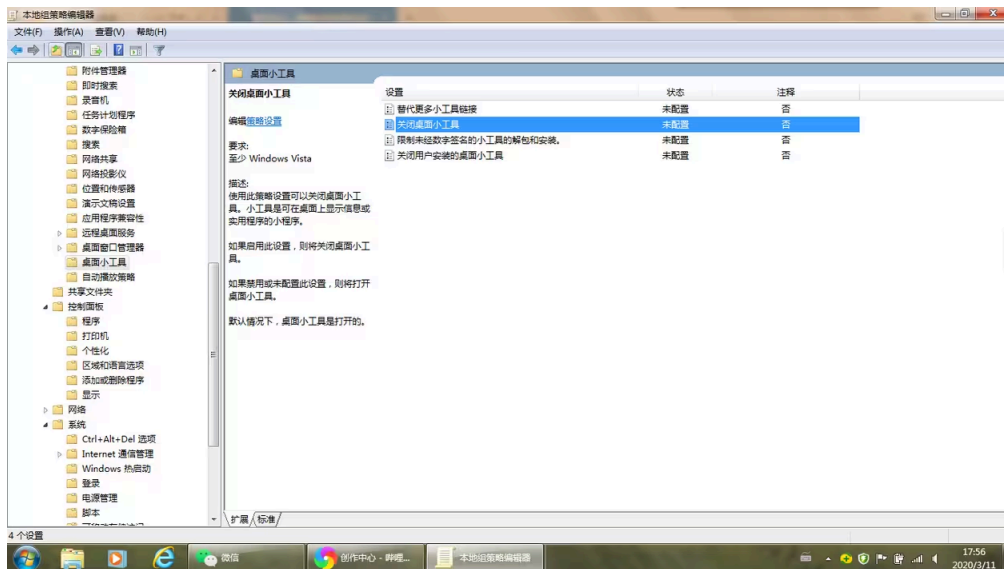 本地组策略编辑器
文件(F) 操作(A) 查看(V) 帮助(H)
附件管理器
即时搜索
录音机
任务计划程序
数字保险箱
搜索
网络共享
网络投影仪
位置和传感器
演示文稿设置
应用程序兼容性
远程桌面服务
桌面窗口管理器
桌面小工具
自动播放策略
共享文件夹
控制面板
程序
打印机
个性化
区域和语言选项
添加或删除程序
显示
网络
系统
Ctrl+Alt+Del 选项
Internet 通信管理
Windows 热启动
登录
电源管理
脚本
桌面小工具
关闭桌面小工具
编辑策略设置
要求:
至少 Windows Vista
描述:
使用此策略设置可以关闭桌面小工
具。小工具是可在桌面上显示信息或
实用程序的小程序。
如果启用此设置，则将关闭桌面小工
具。
如果禁用或未配置此设置，则将打开
桌面小工具。
默认情况下，桌面小工具是打开的。
设置 状态 注释
替代更多小工具链接 未配置 否
关闭桌面小工具 未配置 否
限制未经数字签名的小工具的解包和安装。 未配置 否
关闭用户安装的桌面小工具 未配置 否
扩展 标准
4 个设置
微信
创作中心 - 哔哩...
本地组策略编辑器
17:56
2020/3/11